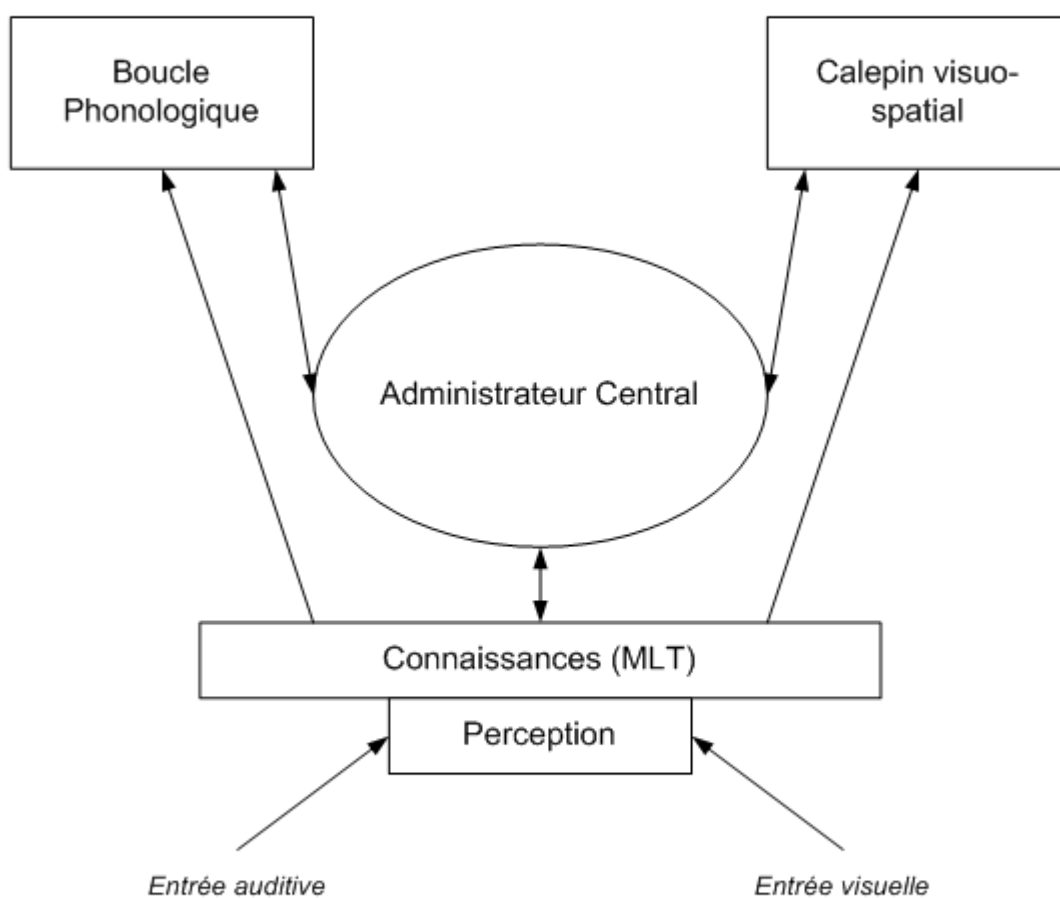 Boucle
Phonologique
Calepin visuo-
spatial
Administrateur Central
Connaissances (MLT)
Perception
Entrée auditive
Entrée visuelle